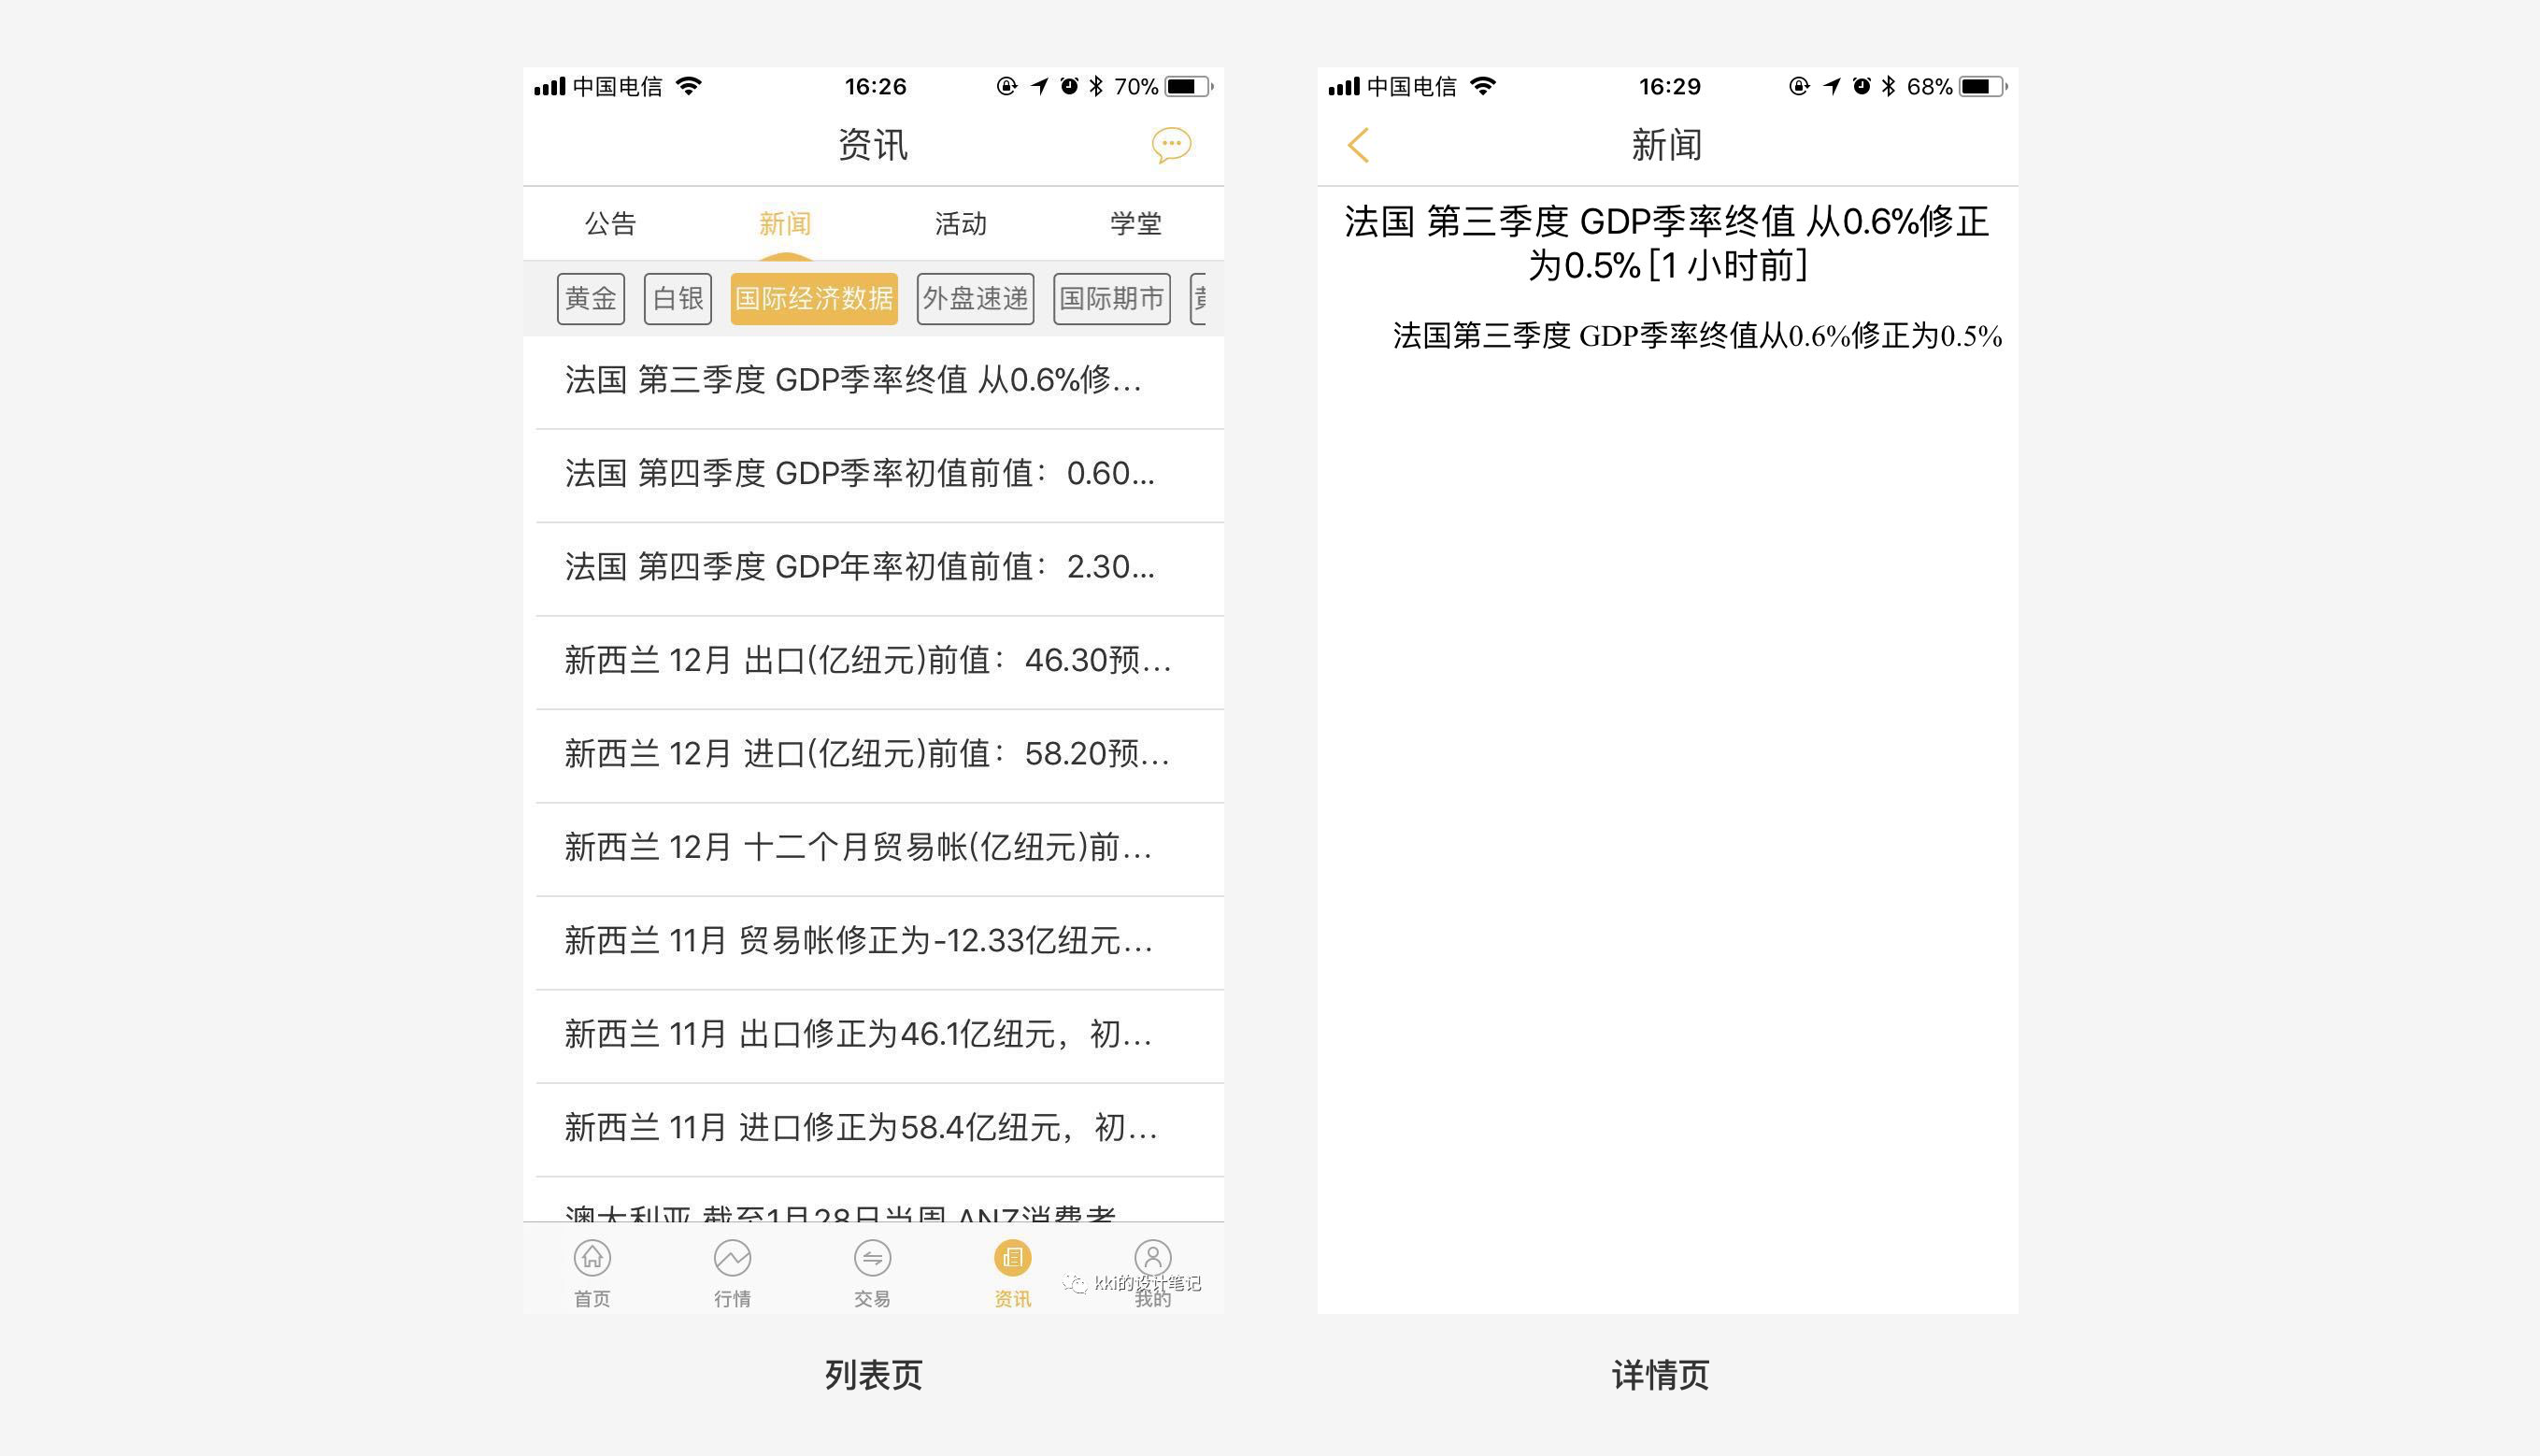 中国电信 16:26 70%
资讯
公告 新闻 活动 学堂
黄金 白银 国际经济数据 外盘速递 国际期市
法国 第三季度 GDP季率终值 从0.6%修...
法国 第四季度 GDP季率初值前值：0.60...
法国 第四季度 GDP年率初值前值：2.30...
新西兰 12月 出口(亿纽元)前值：46.30预...
新西兰 12月 进口(亿纽元)前值：58.20预...
新西兰 12月 十二个月贸易帐(亿纽元)前...
新西兰 11月 贸易帐修正为-12.33亿纽元...
新西兰 11月 出口修正为46.1亿纽元，初...
新西兰 11月 进口修正为58.4亿纽元，初...
澳大利亚 截至1月28日当周 ANZ消费者
kki的设计笔记
首页 行情 交易 资讯 我的
列表页
中国电信 16:29 68%
新闻
法国 第三季度 GDP季率终值 从0.6%修正
为0.5% [1 小时前]
法国第三季度 GDP季率终值从0.6%修正为0.5%
详情页